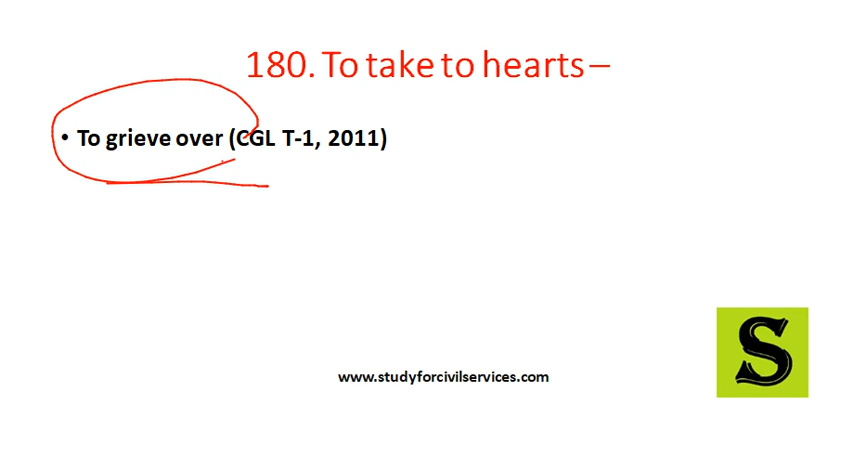 180. To take to hearts –
• To grieve over (CGL T-1, 2011)
S
www.studyforcivilservices.com